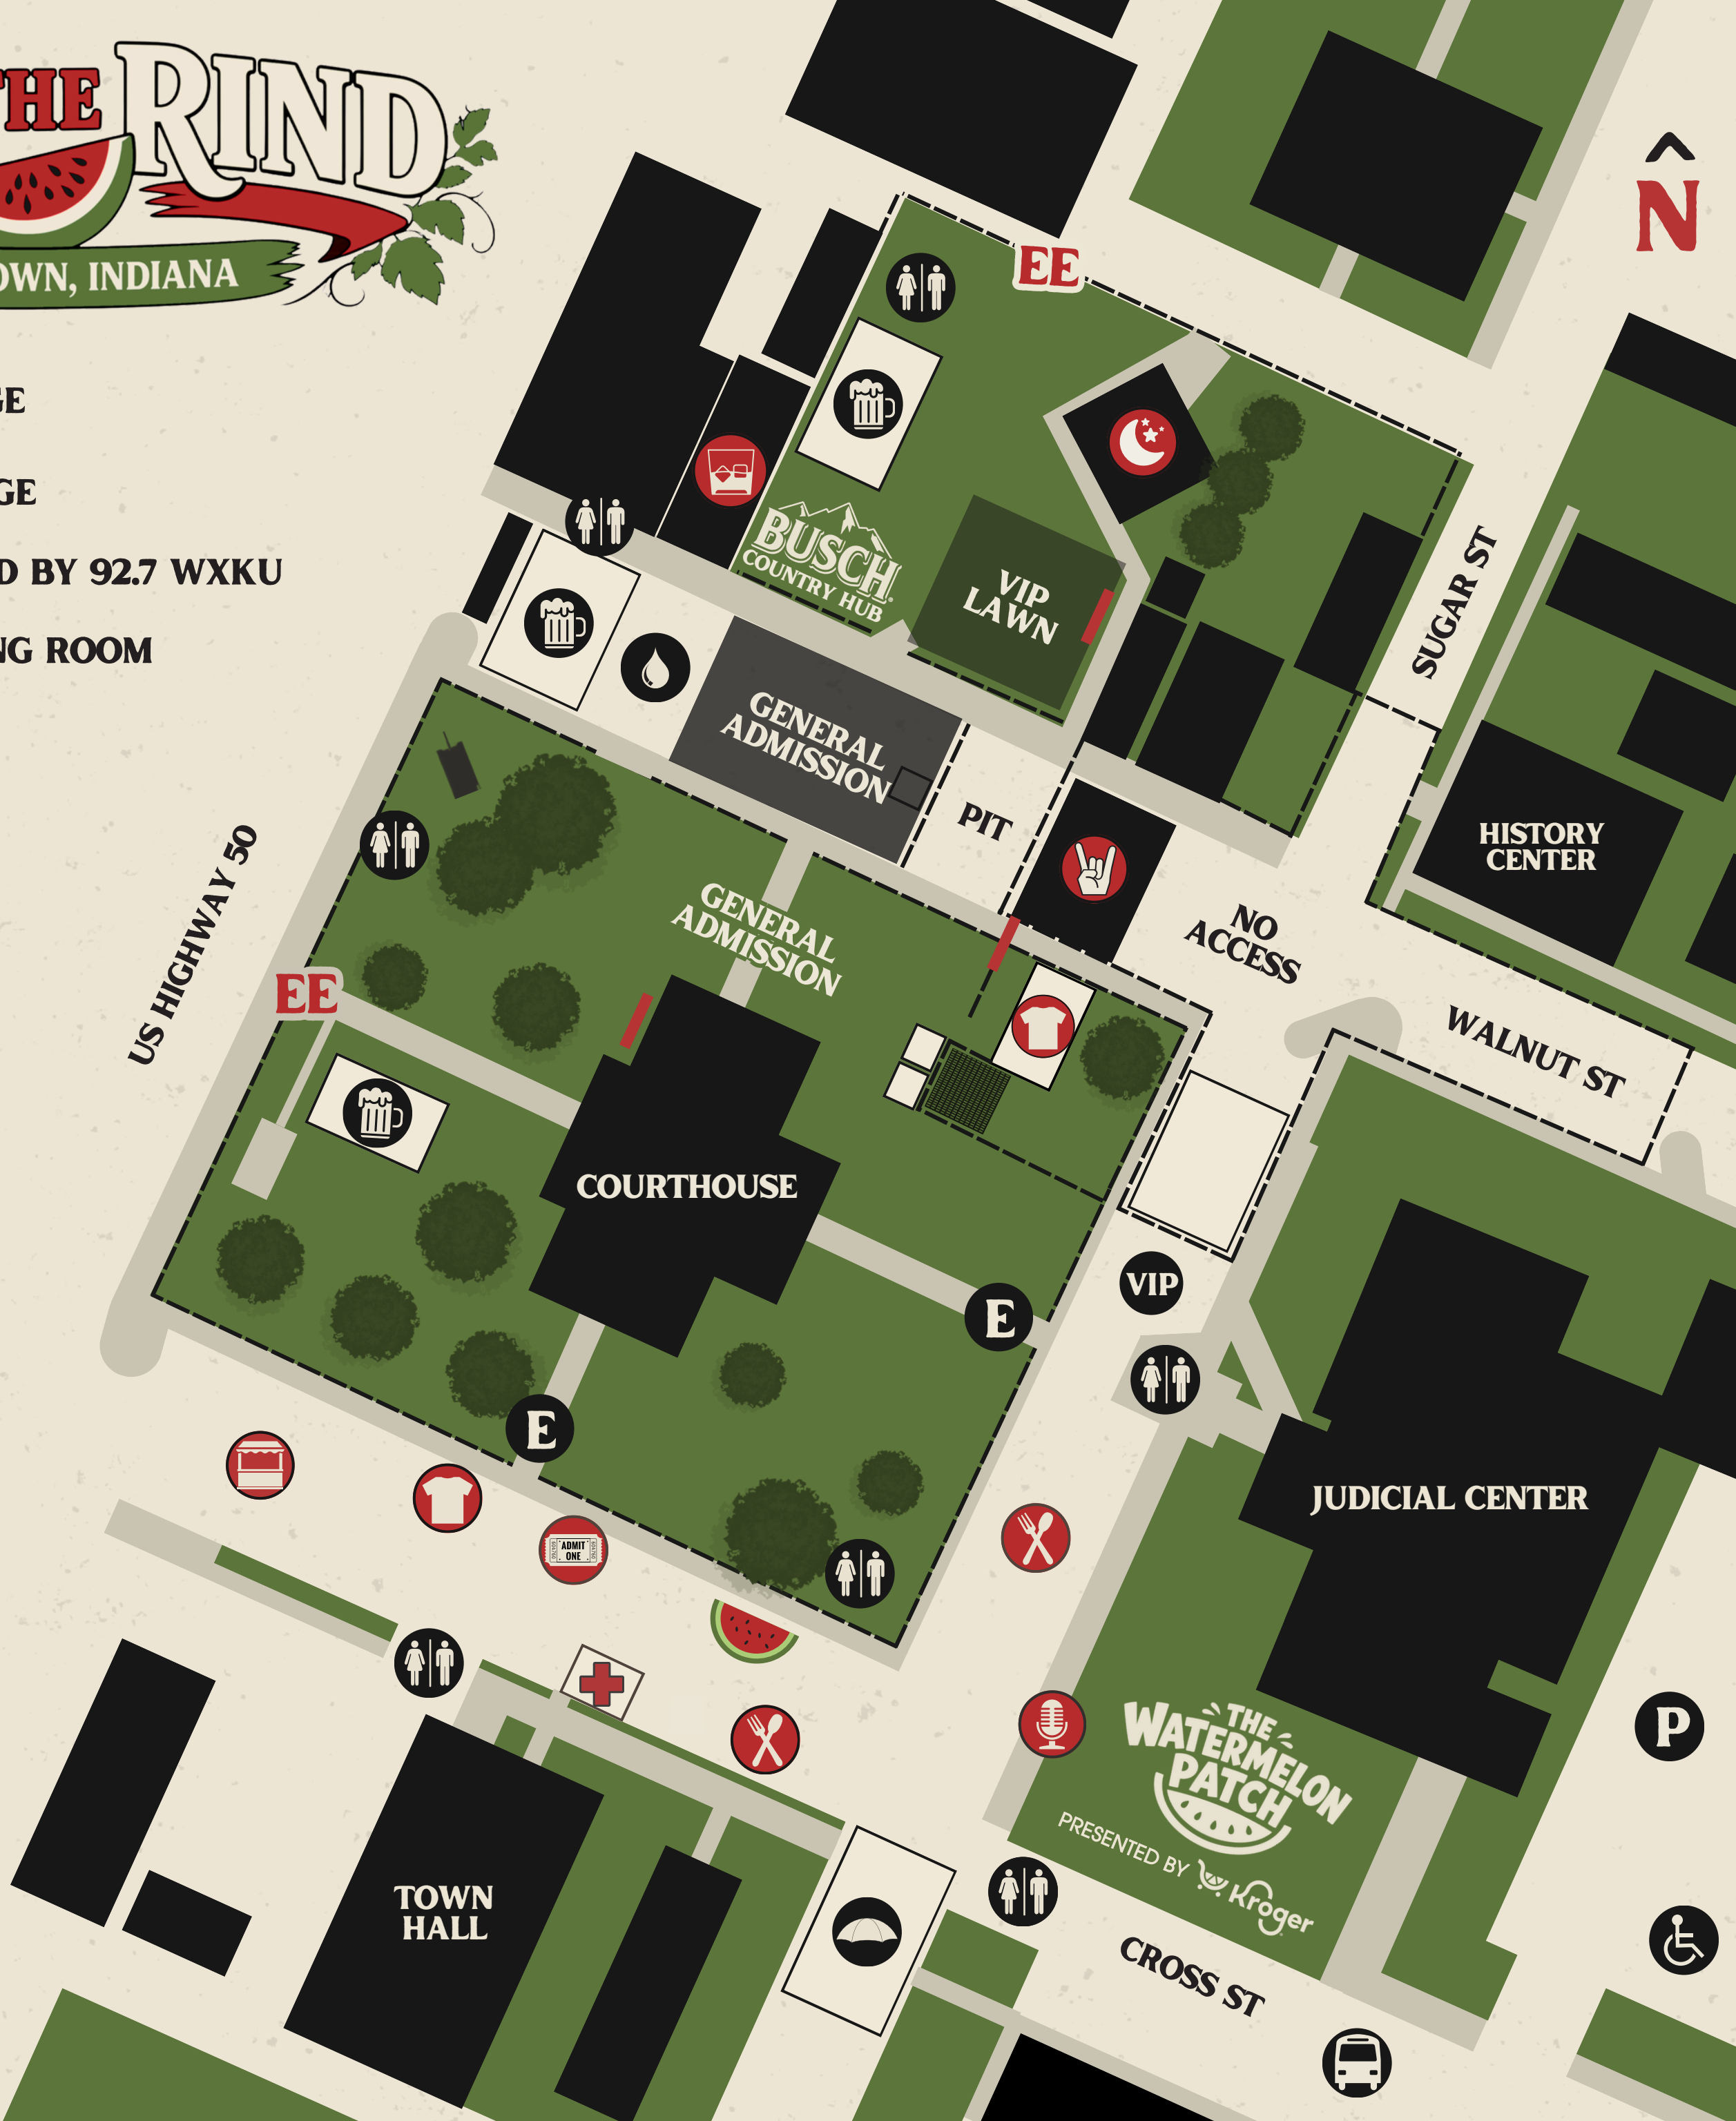 THE RIND
OWN, INDIANA
GE
GE
D BY 92.7 WXKU
NG ROOM
N
EE
BUSCH
COUNTRY HUB
VIP
LAWN
SUGAR ST
GENERAL
ADMISSION
PIT
HISTORY
CENTER
US HIGHWAY 50
GENERAL
ADMISSION
NO
ACCESS
EE
WALNUT ST
COURTHOUSE
VIP
E
E
JUDICIAL CENTER
ADMIT
ONE
THE
WATERMELON
PATCH
PRESENTED BY Kroger
P
TOWN
HALL
CROSS ST